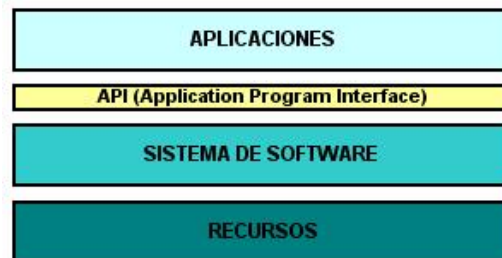 APLICACIONES
API (Application Program Interface)
SISTEMA DE SOFTWARE
RECURSOS